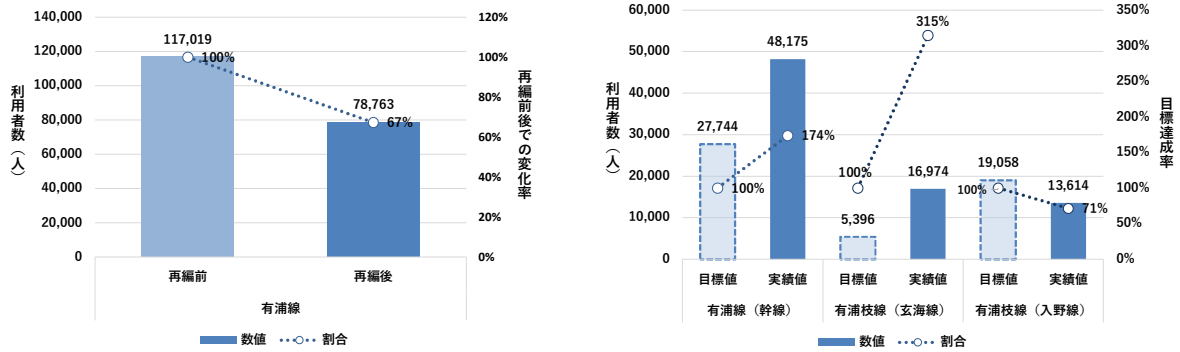 140,000
120,000
100,000
80,000
60,000
40,000
20,000
0
利用者数（人）
117,019
100%
78,763
67%
120%
100%
80%
60%
40%
20%
0%
再編前後での変化率
再編前
再編後
有浦線
数値
割合
60,000
50,000
40,000
30,000
20,000
10,000
0
利用者数（人）
27,744
100%
48,175
174%
5,396
100%
16,974
315%
19,058
100%
13,614
71%
350%
300%
250%
200%
150%
100%
50%
0%
目標達成率
目標値
実績値
目標値
実績値
目標値
実績値
有浦線（幹線）
有浦枝線（玄海線）
有浦枝線（入野線）
数値
割合